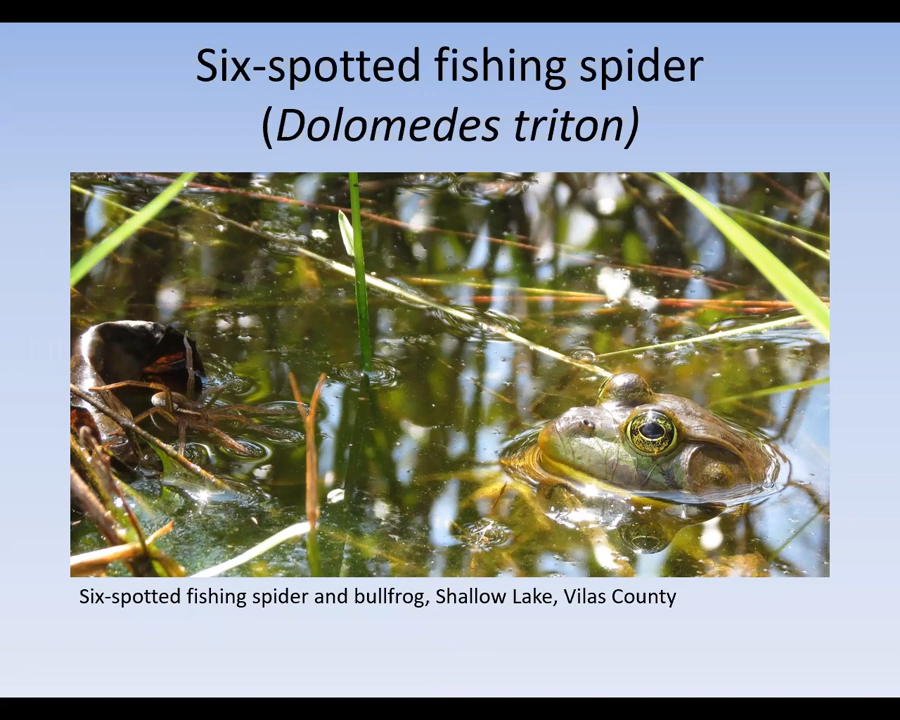 Six-spotted fishing spider
(Dolomedes triton)
Six-spotted fishing spider and bullfrog, Shallow Lake, Vilas County